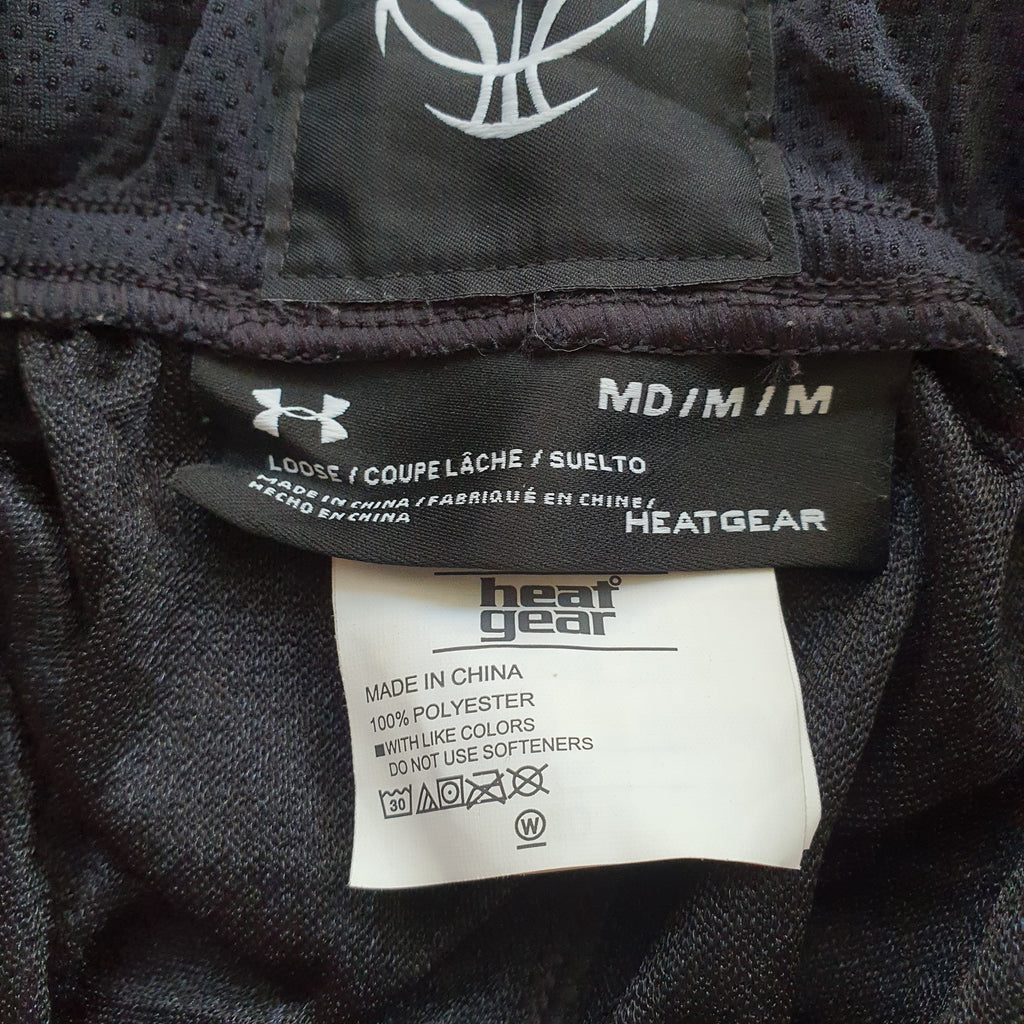 MD / M / M
LOOSE / COUPE LÂCHE / SUELTO
MADE IN CHINA / FABRIQUÉ EN CHINE /
HECHO EN CHINA
HEATGEAR
heat°
gear
MADE IN CHINA
100% POLYESTER
WITH LIKE COLORS
DO NOT USE SOFTENERS
30
W